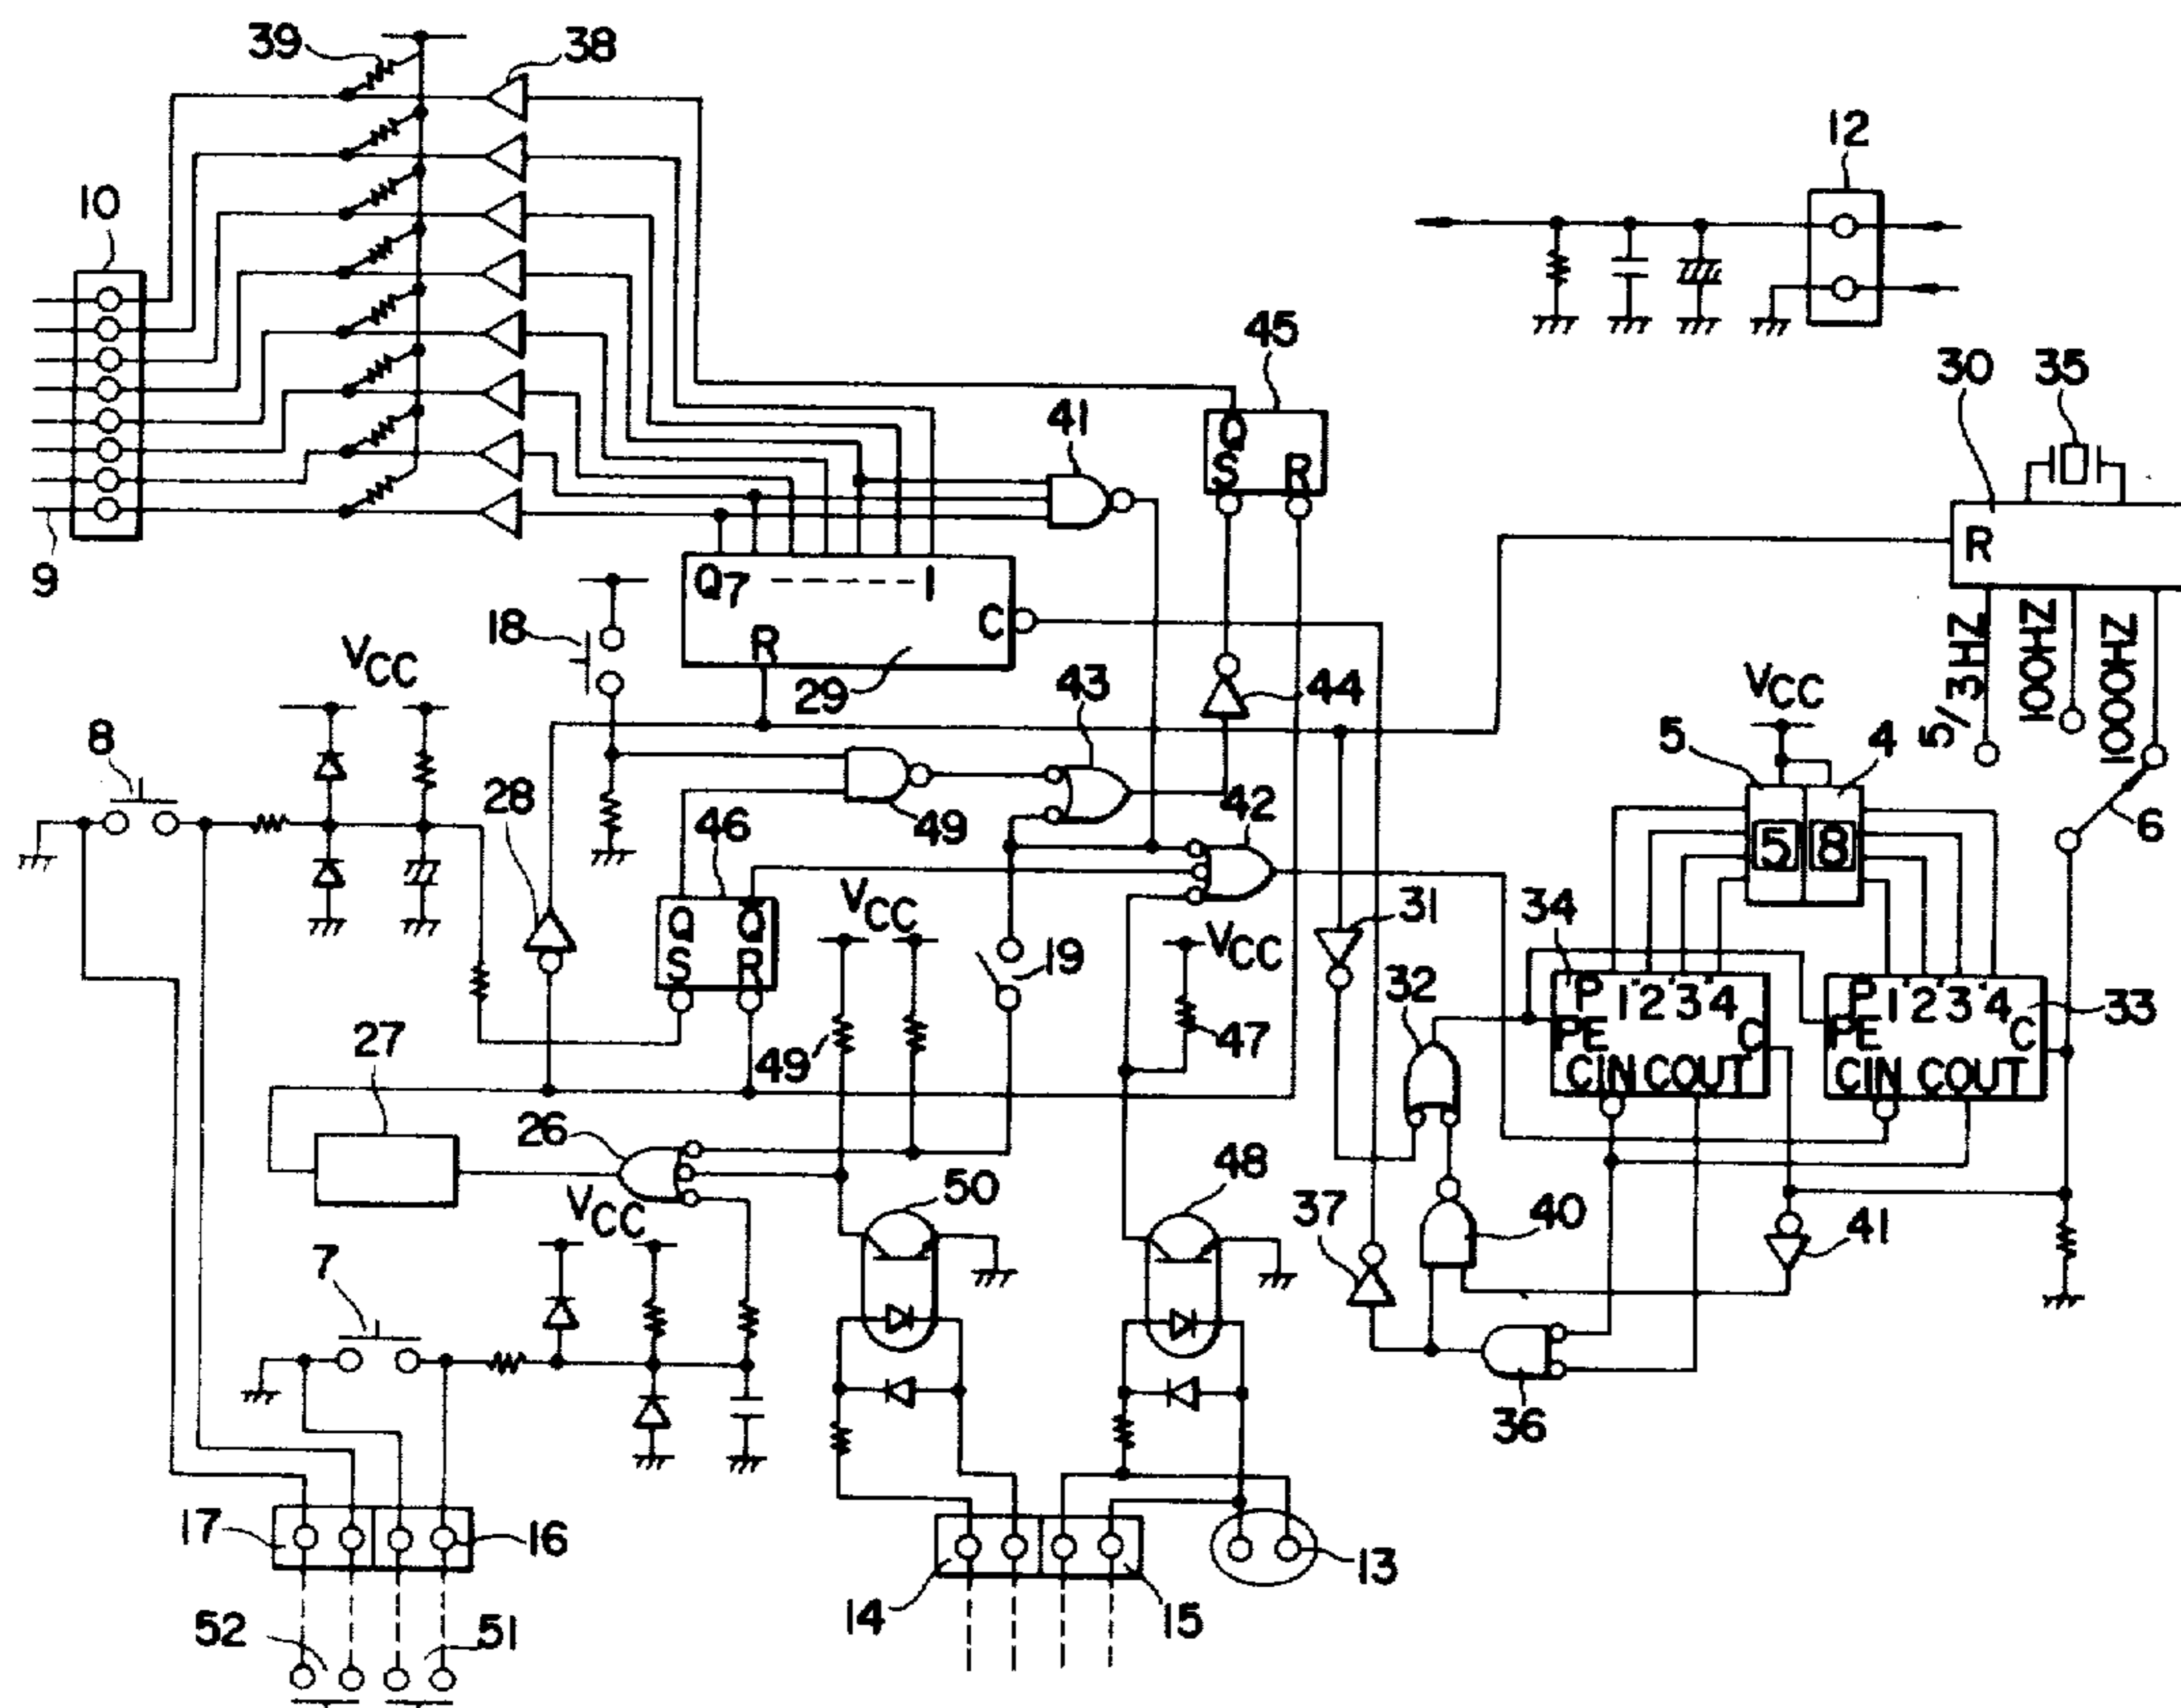 39
38
12
10
45
30
35
41
R
Q
S R
9
18
Q7 ------ 1
C
R
29
5/3HZ
100HZ
1000HZ
VCC
43
44
VCC
5
4
8
28
49
42
5 8
6
46
VCC
34
31
Q Q
S R
19
VCC
32
P 1 2 3 4
PE C
CIN COUT
P 1 2 3 4
PE C
CIN COUT
33
27
49
47
26
48
50
VCC
37
40
41
7
36
17
16
13
14
15
52
51